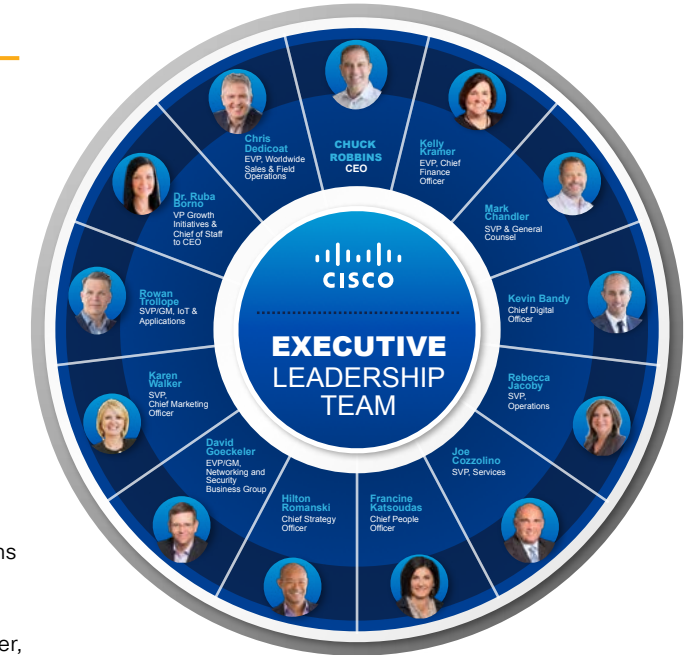 CHUCK
ROBBINS
CEO
Kelly
Kramer
EVP, Chief
Finance
Officer
Mark
Chandler
SVP & General
Counsel
Kevin Bandy
Chief Digital
Officer
Rebecca
Jacoby
SVP,
Operations
Joe
Cozzolino
SVP, Services
Francine
Katsoudas
Chief People
Officer
Hilton
Romanski
Chief Strategy
Officer
David
Goeckeler
EVP/GM,
Networking and
Security
Business Group
Karen
Walker
SVP,
Chief Marketing
Officer
Rowan
Trollope
SVP/GM, IoT &
Applications
Dr. Ruba
Borno
VP Growth
Initiatives &
Chief of Staff
to CEO
Chris
Dedicoat
EVP, Worldwide
Sales & Field
Operations
CISCO
EXECUTIVE
LEADERSHIP
TEAM
ns
er,